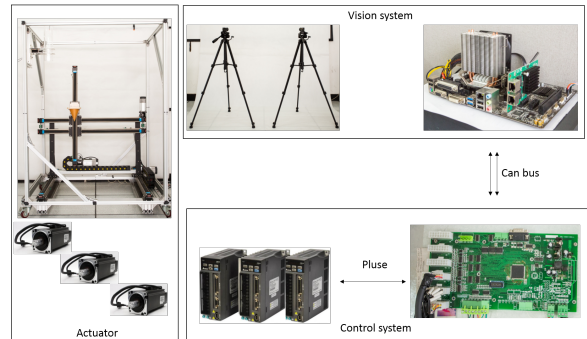 Vision system
Can bus
Pluse
Control system
Actuator